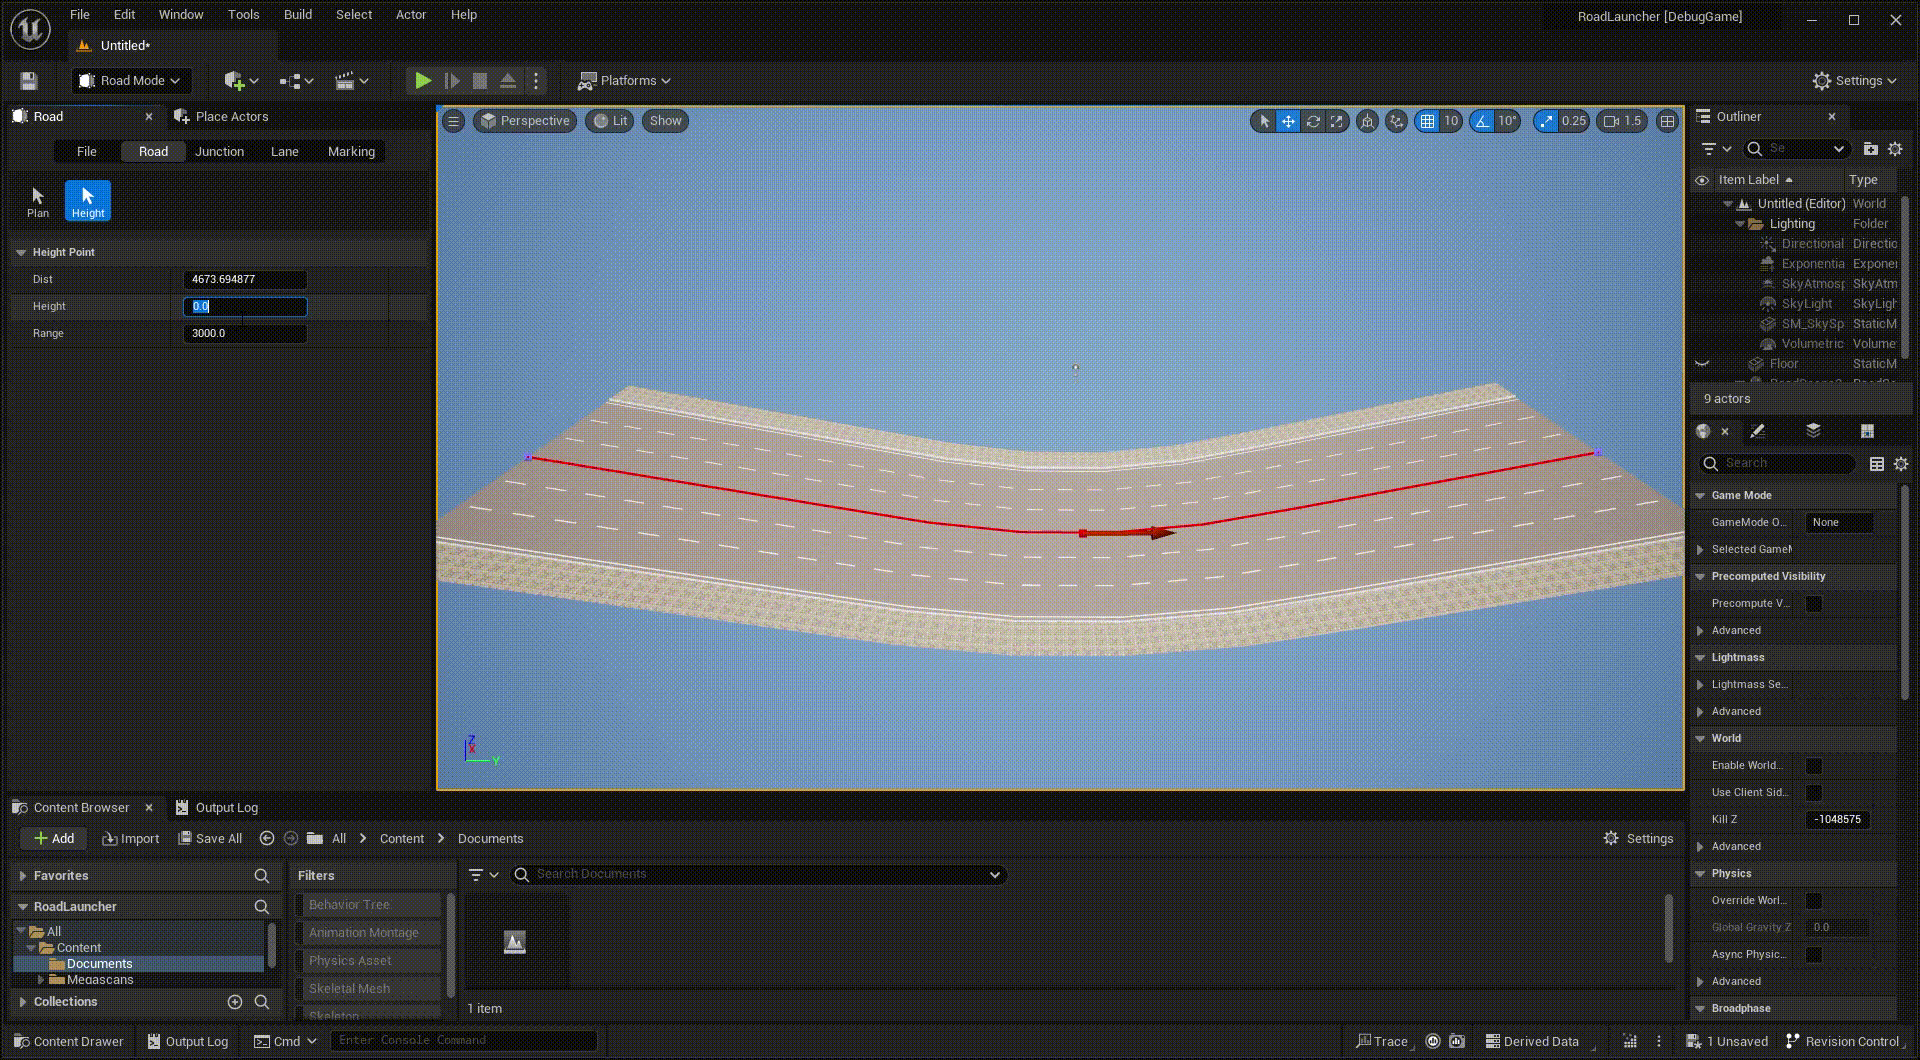 File Edit Window Tools Build Select Actor Help
RoadLauncher [DebugGame]
Untitled*
Road Mode
Platforms
Settings
Road
Place Actors
File Road Junction Lane Marking
Plan Height
Height Point
Dist 4673.694877
Height 0.0
Range 3000.0
Perspective Lit Show
10 10° 0.25 1.5
Z
X
Y
Outliner
Se
Item Label Type
Untitled (Editor) World
Lighting Folder
Directional Directic
Exponentia Exponer
SkyAtmosp SkyAtm
SkyLight SkyLigh
SM_SkySp StaticM
Volumetric Volume
Floor StaticM
9 actors
Search
Game Mode
GameMode O... None
Selected GameM
Precomputed Visibility
Precompute V...
Advanced
Lightmass
Lightmass Se...
Advanced
World
Enable World...
Use Client Sid...
Kill Z -1048575
Advanced
Physics
Override Worl...
Global Gravity Z 0.0
Async Physic...
Advanced
Broadphase
Content Browser
Output Log
Add Import Save All All Content Documents
Settings
Favorites
RoadLauncher
All
Content
Documents
Megascans
Collections
Filters
Behavior Tree
Animation Montage
Physics Asset
Skeletal Mesh
Skeleton
Search Documents
1 item
Content Drawer Output Log Cmd Enter Console Command
Trace Derived Data 1 Unsaved Revision Control